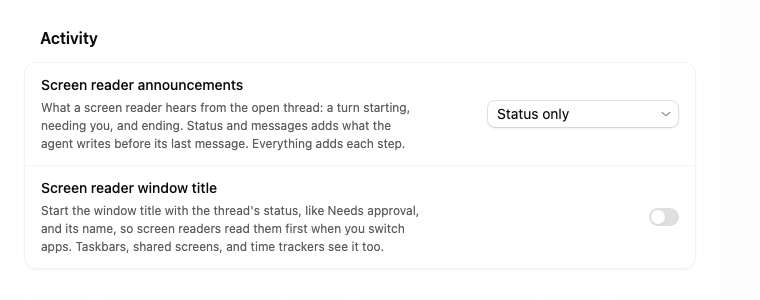 Activity
Screen reader announcements
What a screen reader hears from the open thread: a turn starting,
needing you, and ending. Status and messages adds what the
agent writes before its last message. Everything adds each step.
Status only
Screen reader window title
Start the window title with the thread's status, like Needs approval,
and its name, so screen readers read them first when you switch
apps. Taskbars, shared screens, and time trackers see it too.